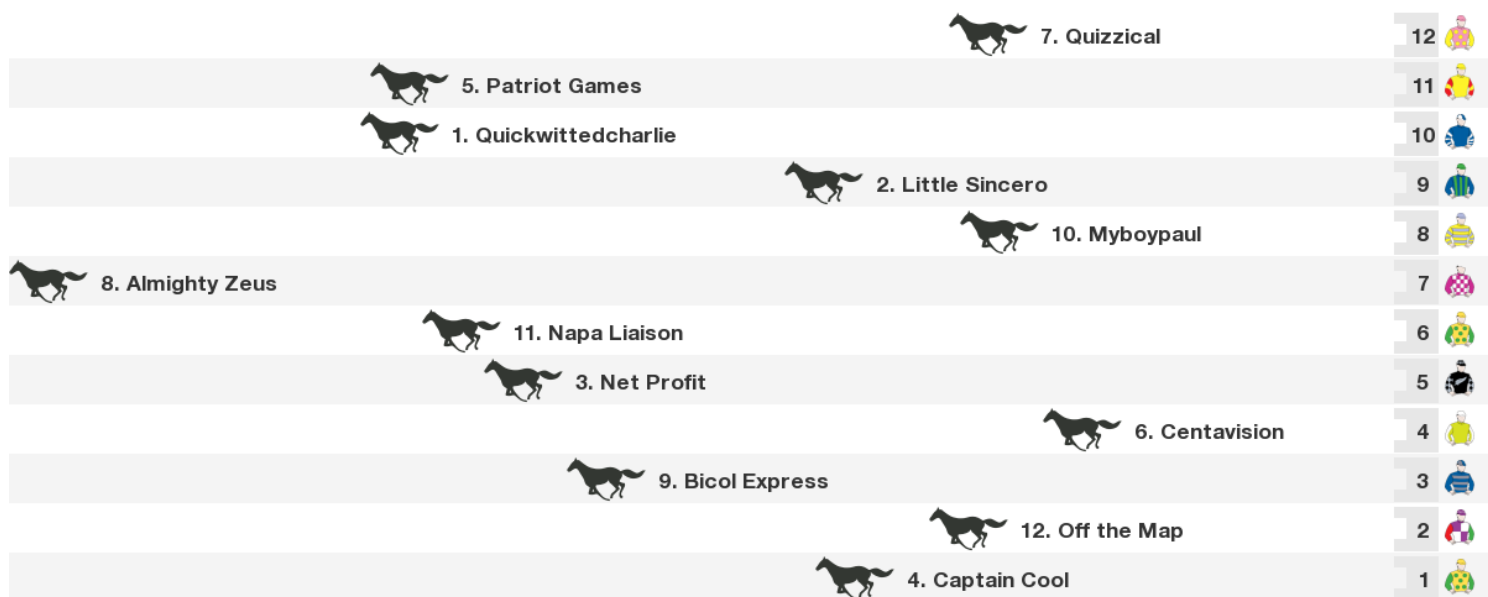 7. Quizzical 12
5. Patriot Games 11
1. Quickwittedcharlie 10
2. Little Sincero 9
10. Myboypaul 8
8. Almighty Zeus 7
11. Napa Liaison 6
3. Net Profit 5
6. Centavision 4
9. Bicol Express 3
12. Off the Map 2
4. Captain Cool 1